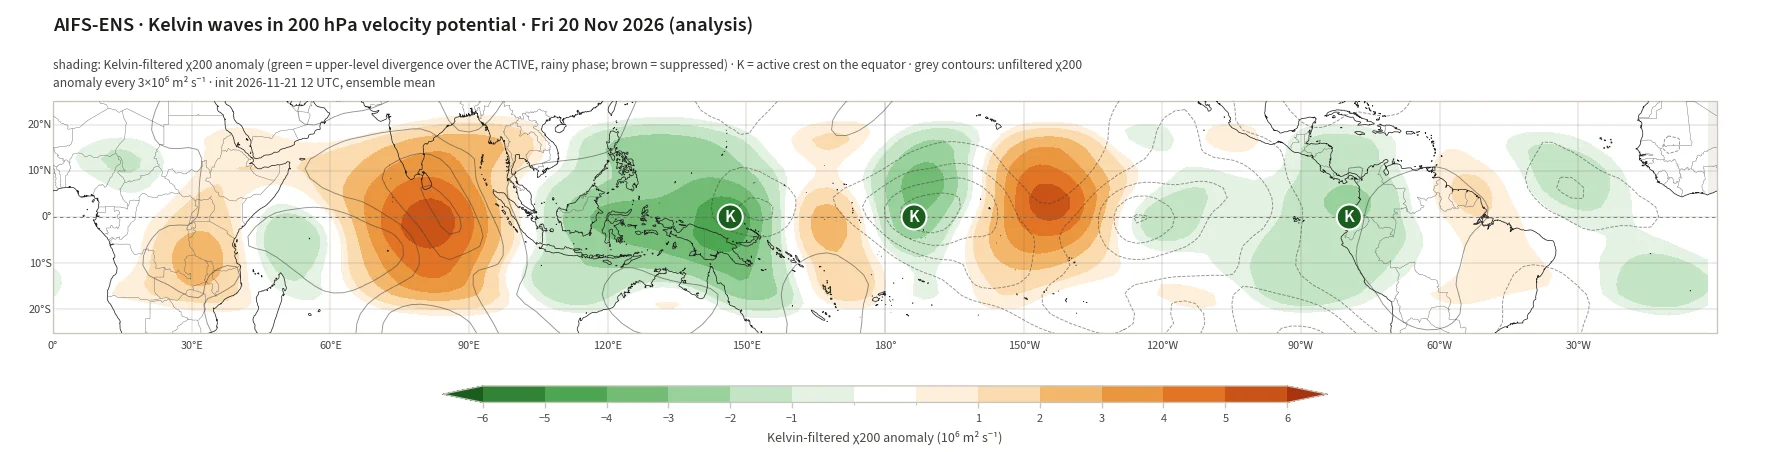 AIFS-ENS · Kelvin waves in 200 hPa velocity potential · Fri 20 Nov 2026 (analysis)
shading: Kelvin-filtered χ200 anomaly (green = upper-level divergence over the ACTIVE, rainy phase; brown = suppressed) · K = active crest on the equator · grey contours: unfiltered χ200
anomaly every 3×10⁶ m² s⁻¹ · init 2026-11-21 12 UTC, ensemble mean
20°N
10°N
0°
10°S
20°S
K K K
0° 30°E 60°E 90°E 120°E 150°E 180° 150°W 120°W 90°W 60°W 30°W
−6 −5 −4 −3 −2 −1 1 2 3 4 5 6
Kelvin-filtered χ200 anomaly (10⁶ m² s⁻¹)